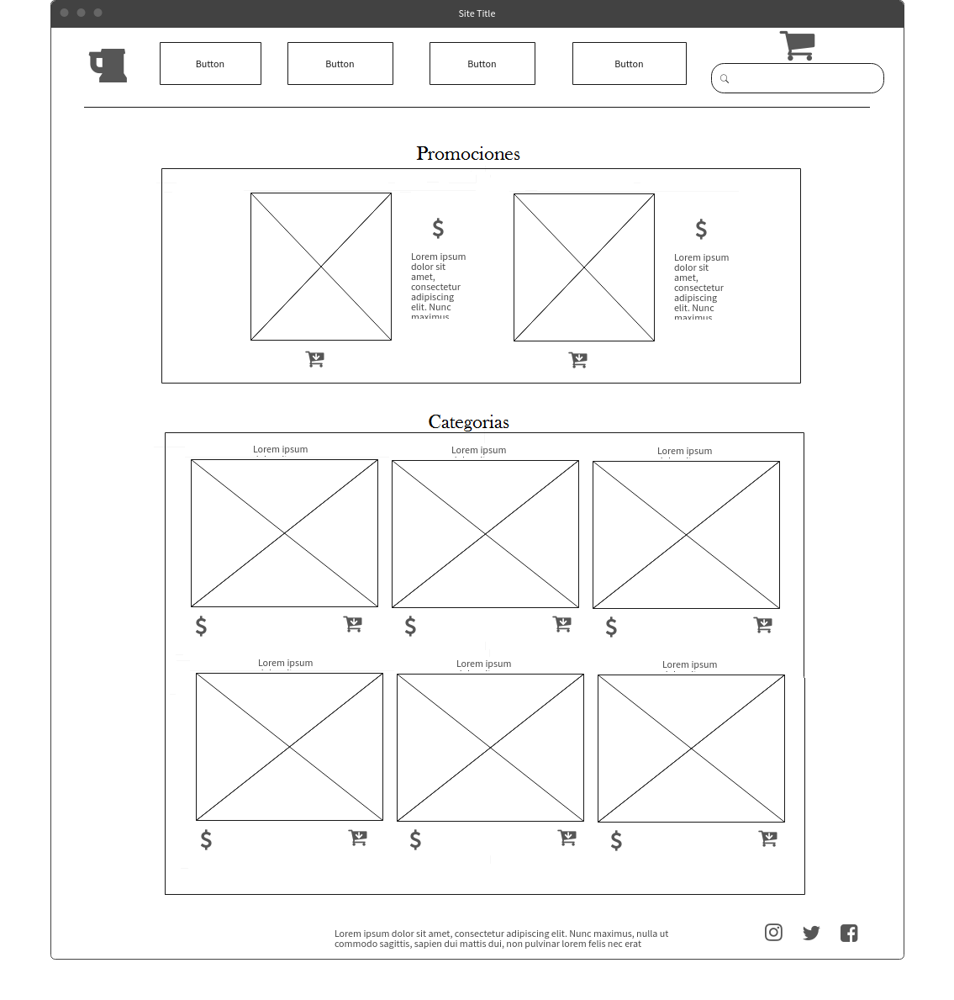 Site Title
Button
Button
Button
Button
Promociones
$
Lorem ipsum
dolor sit
amet,
consectetur
adipiscing
elit. Nunc
maximus
$
Lorem ipsum
dolor sit
amet,
consectetur
adipiscing
elit. Nunc
maximus
Categorias
Lorem ipsum
Lorem ipsum
Lorem ipsum
$
$
$
Lorem ipsum
Lorem ipsum
Lorem ipsum
$
$
$
Lorem ipsum dolor sit amet, consectetur adipiscing elit. Nunc maximus, nulla ut
commodo sagittis, sapien dui mattis dui, non pulvinar lorem felis nec erat